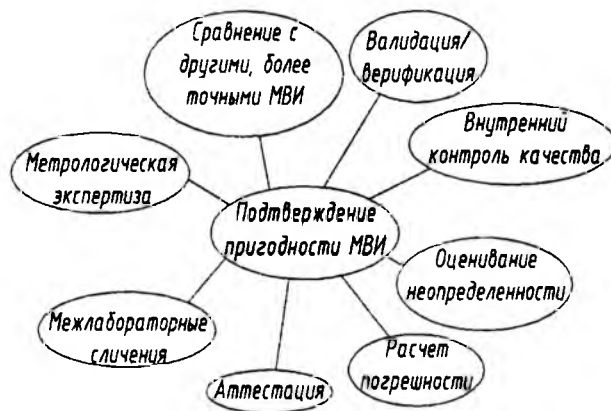 Сравнение с
другими, более
точными МВИ
Валидация/
верификация
Внутренний
контроль качества
Метрологическая
экспертиза
Подтверждение
пригодности МВИ
Оценивание
неопределенности
Межлабораторные
сличения
Расчет
погрешности
Аттестация